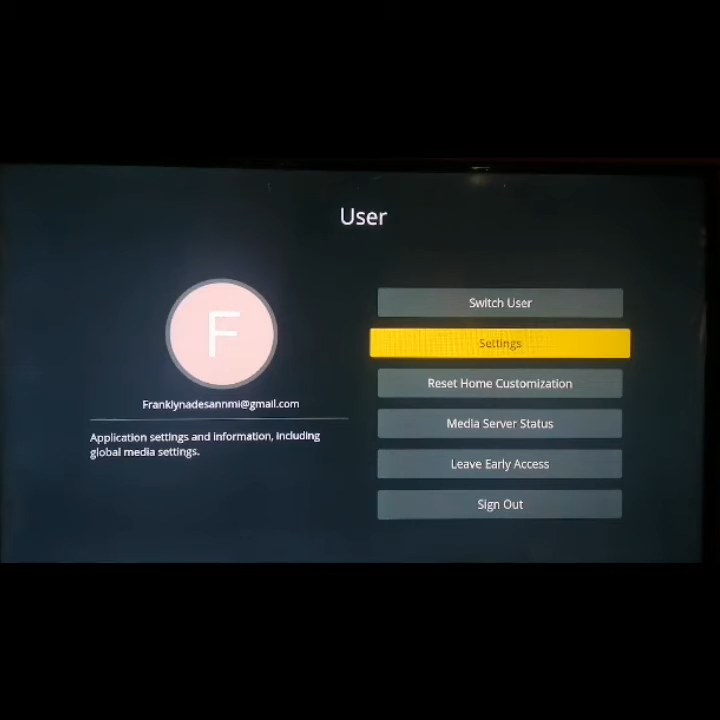 User
F
Franklynadesannmi@gmail.com
Application settings and information, including
global media settings.
Switch User
Settings
Reset Home Customization
Media Server Status
Leave Early Access
Sign Out